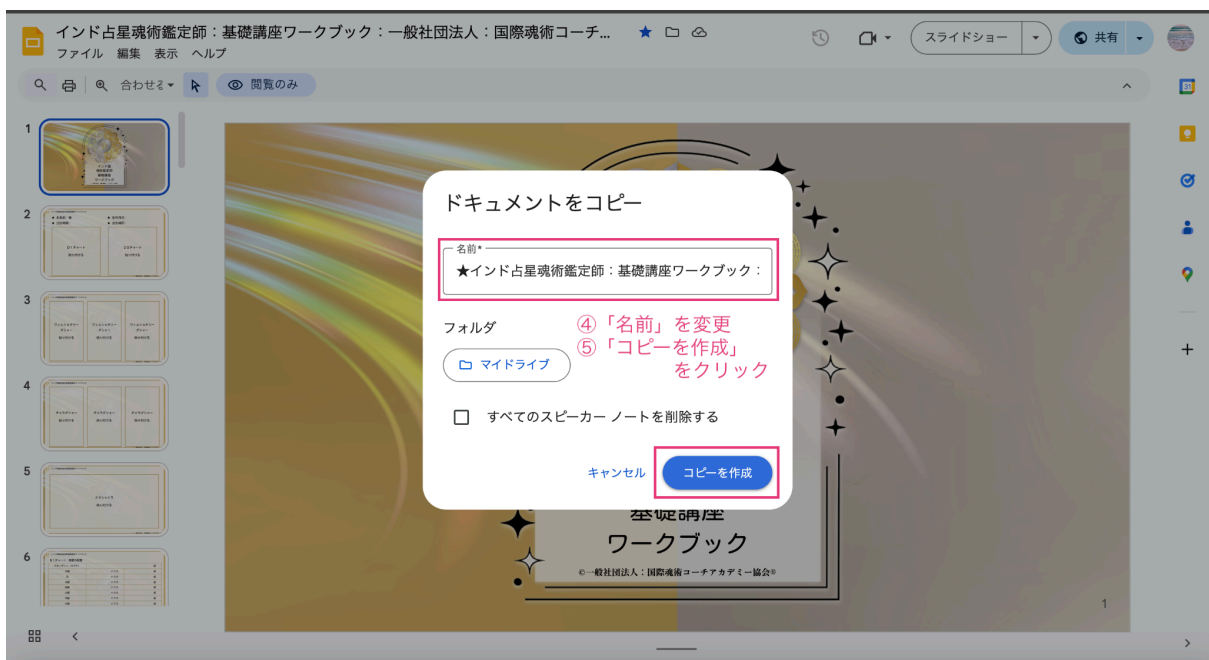 インド占星魂術鑑定師：基礎講座ワークブック：一般社団法人：国際魂術コーチ...
ファイル 編集 表示 ヘルプ
スライドショー
共有
合わせる
閲覧のみ
31
1
2
3
4
5
6
ドキュメントをコピー
名前*
★インド占星魂術鑑定師：基礎講座ワークブック：
フォルダ
マイドライブ
④「名前」を変更
⑤「コピーを作成」
をクリック
すべてのスピーカー ノートを削除する
キャンセル
コピーを作成
基礎講座
ワークブック
©一般社団法人：国際魂術コーチアカデミー協会®
1